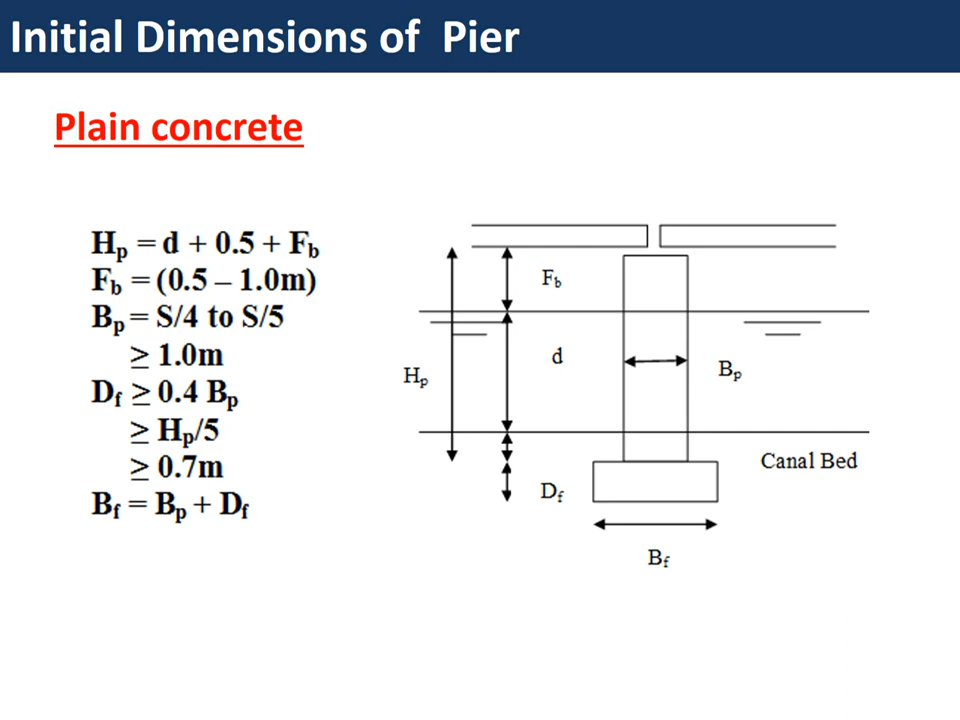 Initial Dimensions of Pier
Plain concrete
Hp = d + 0.5 + Fb
Fb = (0.5 – 1.0m)
Bp = S/4 to S/5
≥ 1.0m
Df ≥ 0.4 Bp
≥ Hp/5
≥ 0.7m
Bf = Bp + Df
Fb
d
Hp
Bp
Canal Bed
Df
Bf